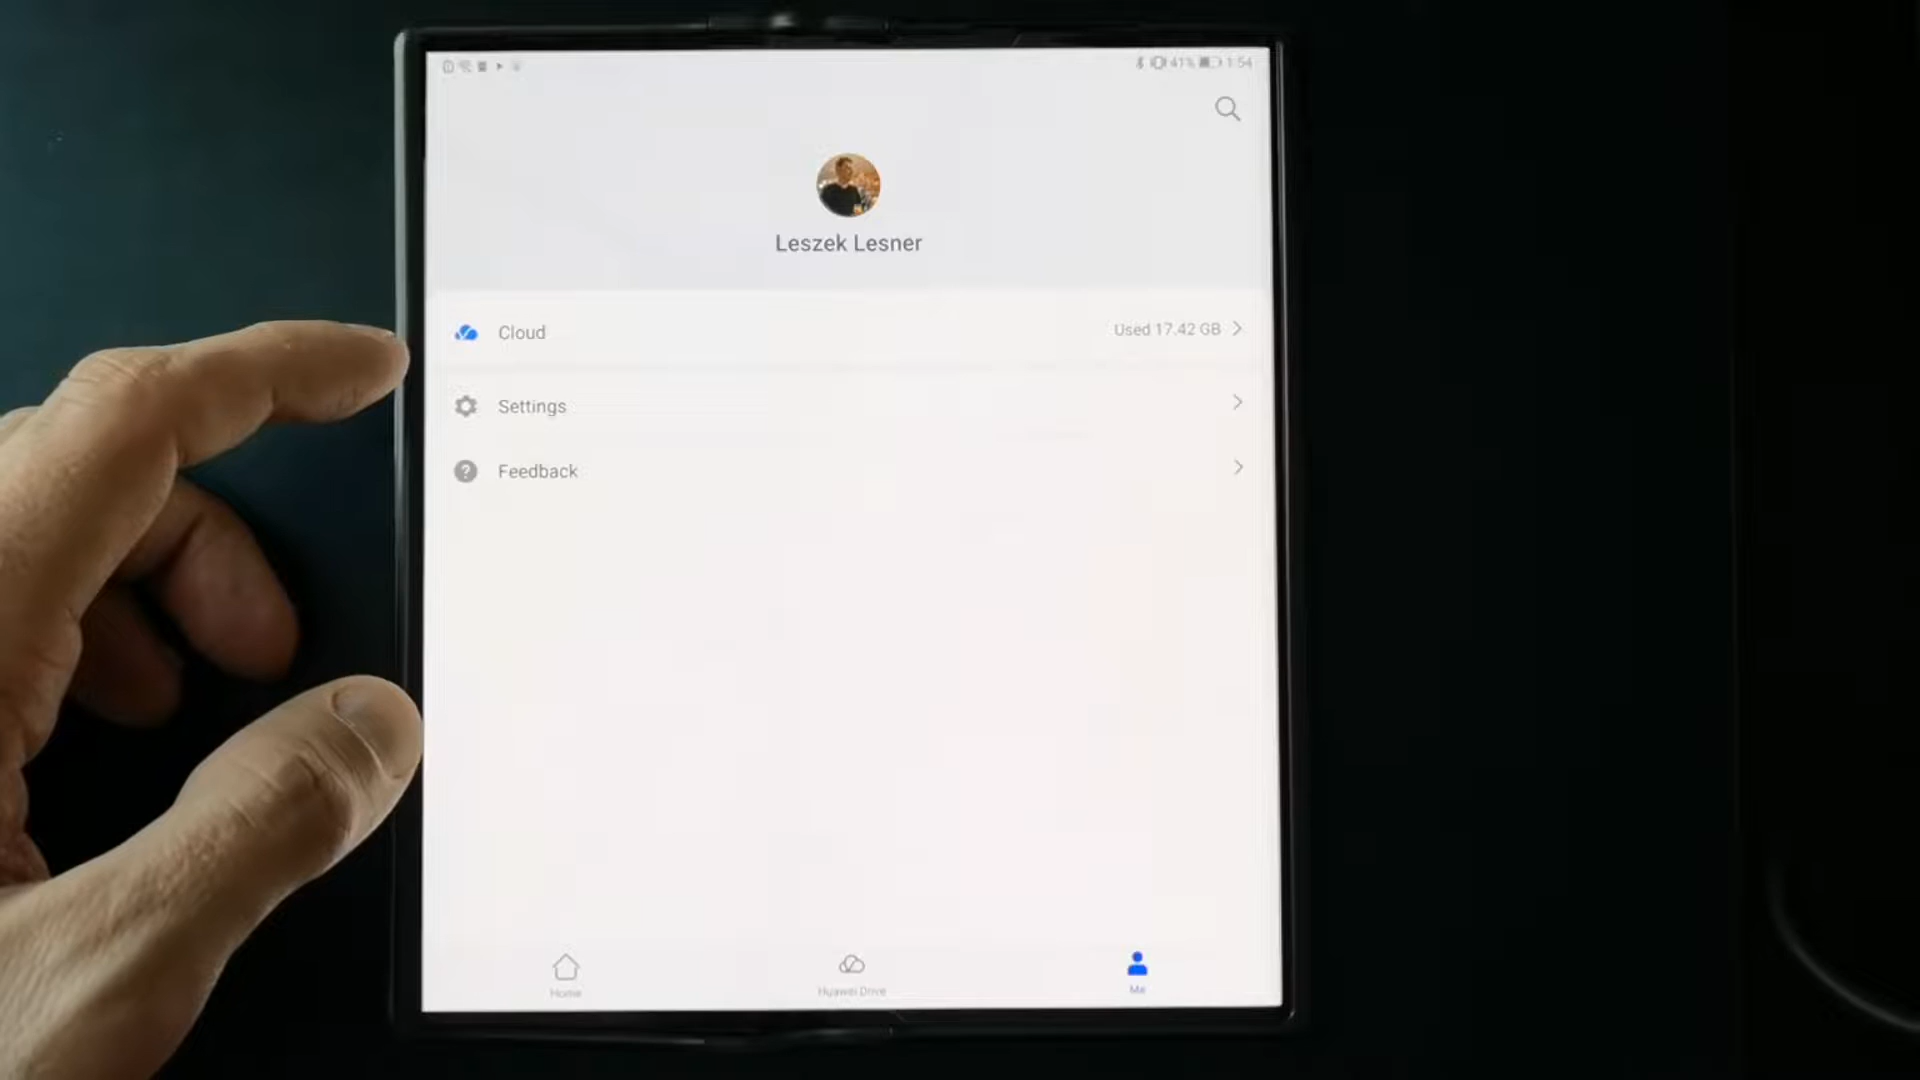 41% 1:54
Leszek Lesner
Cloud
Used 17.42 GB
Settings
Feedback
Home
Huawei Drive
Me